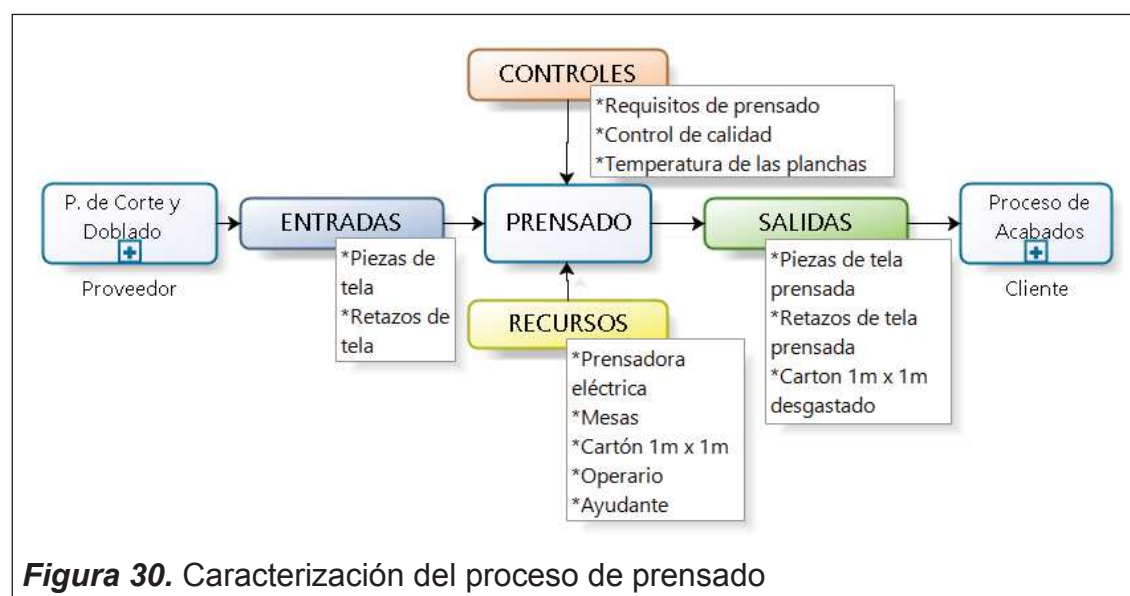 CONTROLES
*Requisitos de prensado
*Control de calidad
*Temperatura de las planchas
P. de Corte y
Doblado
Proveedor
ENTRADAS
*Piezas de
tela
*Retazos de
tela
PRENSADO
RECURSOS
*Prensadora
eléctrica
*Mesas
*Cartón 1m x 1m
*Operario
*Ayudante
SALIDAS
*Piezas de tela
prensada
*Retazos de tela
prensada
*Carton 1m x 1m
desgastado
Proceso de
Acabados
Cliente
Figura 30. Caracterización del proceso de prensado